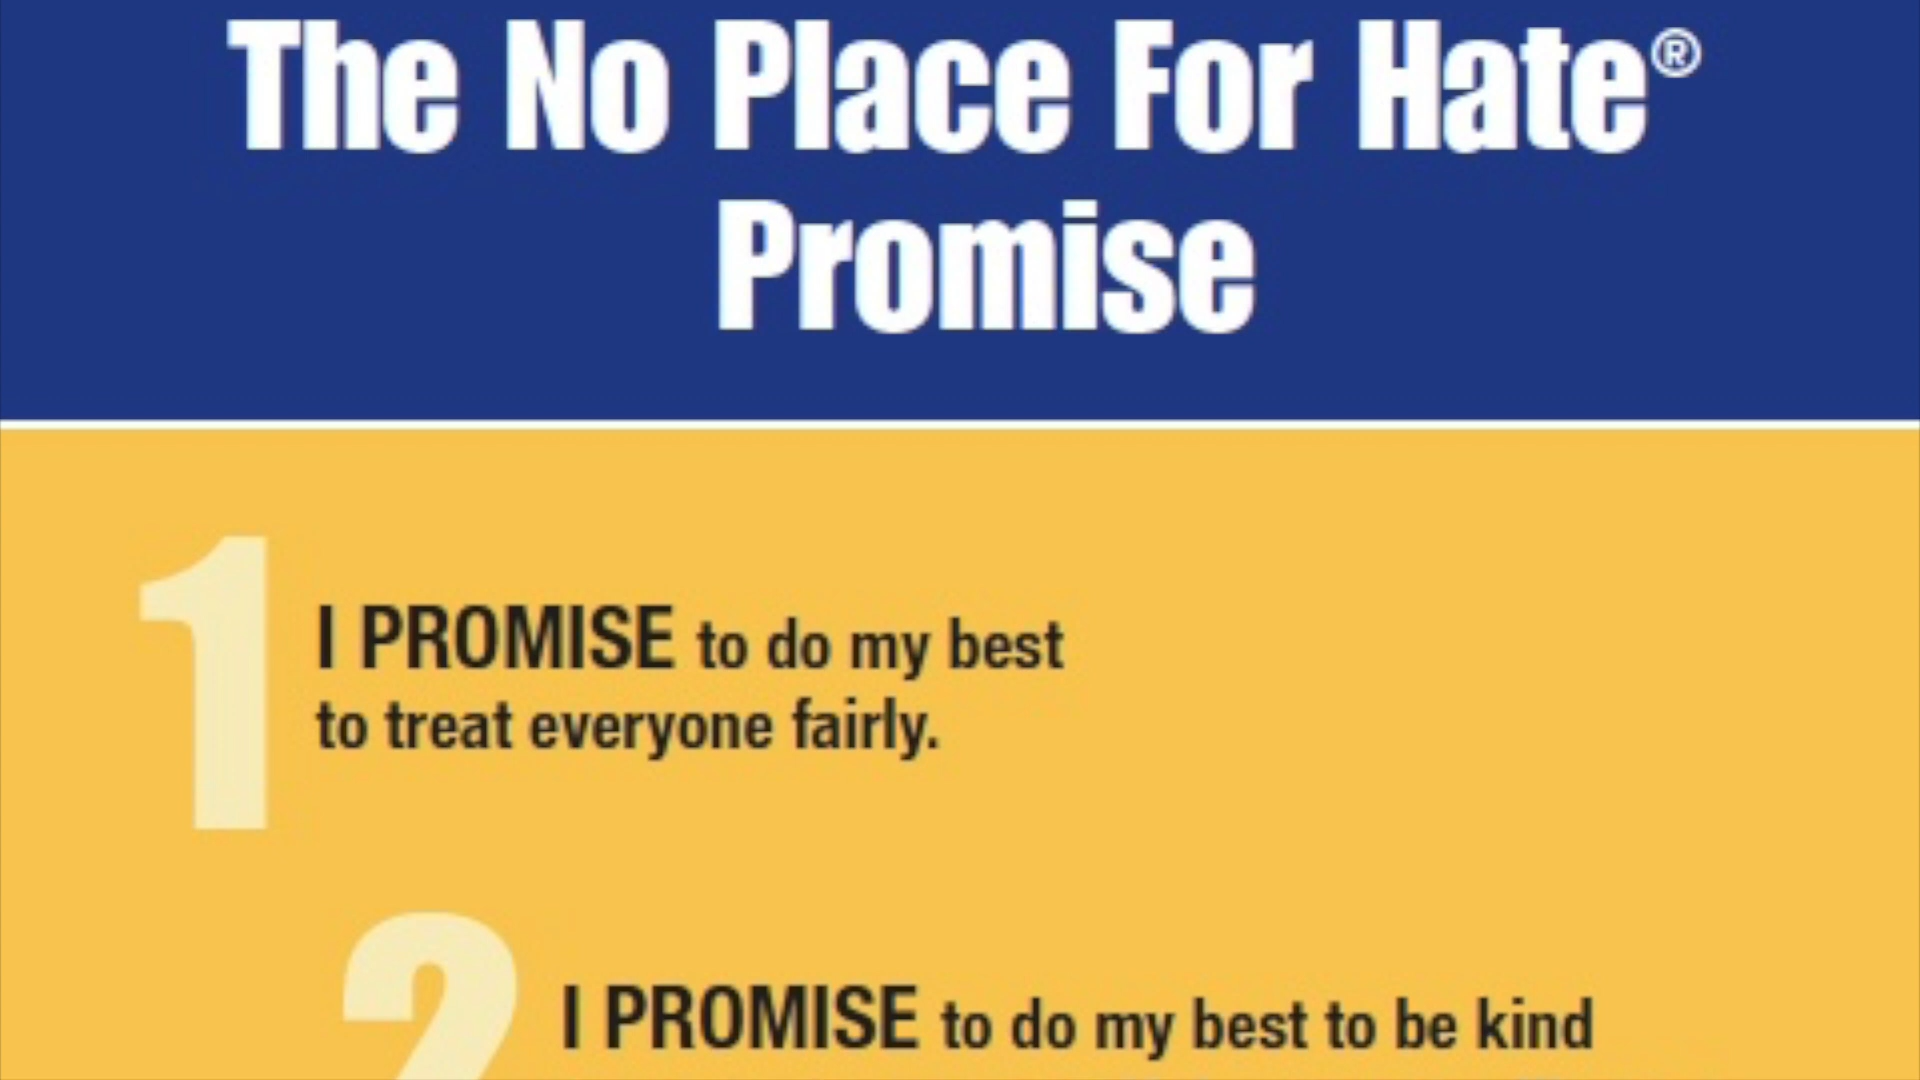 The No Place For Hate®
Promise
1
I PROMISE to do my best
to treat everyone fairly.
2
I PROMISE to do my best to be kind